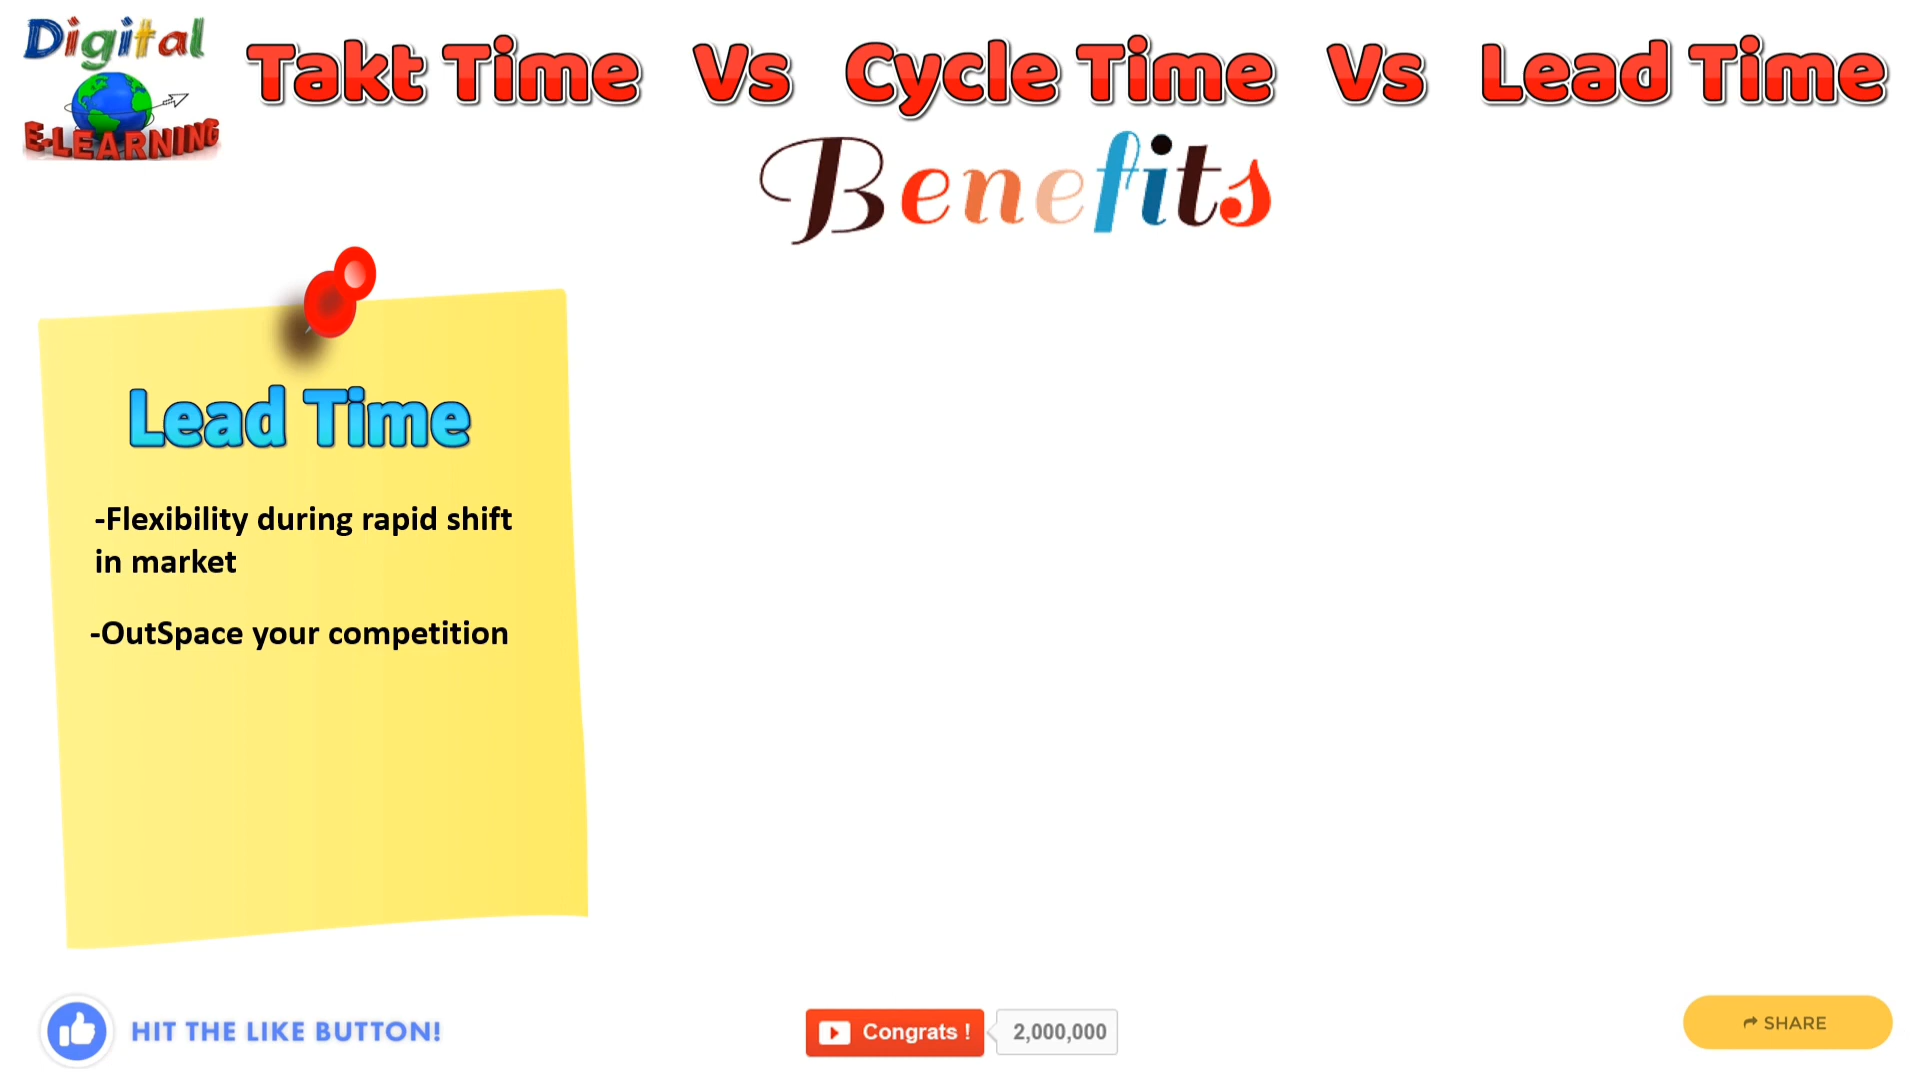 Digital
E-LEARNING
Takt Time Vs Cycle Time Vs Lead Time
Benefits
Lead Time
-Flexibility during rapid shift
in market
-OutSpace your competition
HIT THE LIKE BUTTON!
Congrats !
2,000,000
SHARE